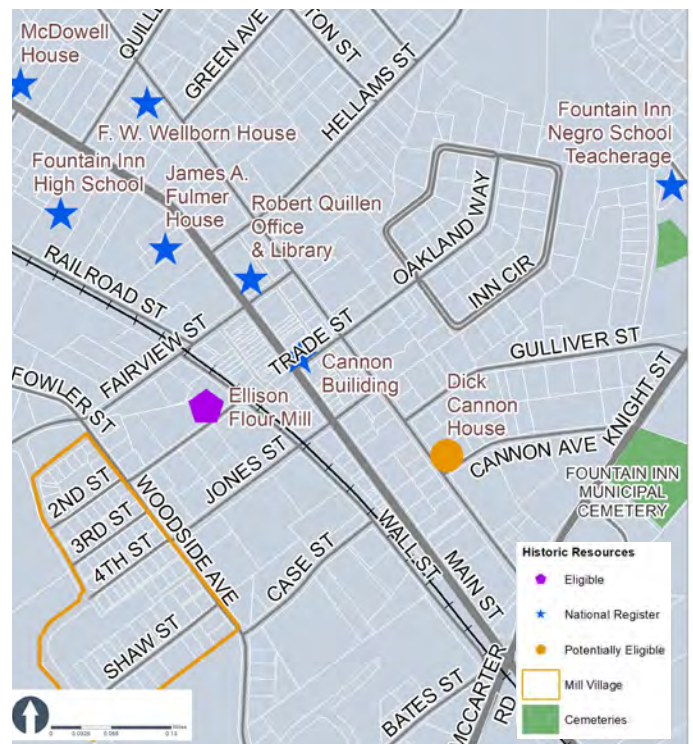 McDowell
House
QUILLE
GREEN AVE
TON ST
HELLAMS ST
F. W. Wellborn House
Fountain Inn
Negro School
Teacherage
Fountain Inn
High School
James A.
Fulmer
House
Robert Quillen
Office
& Library
OAKLAND WAY
INN CIR
RAILROAD ST
FAIRVIEW ST
TRADE ST
GULLIVER ST
FOWLER ST
Cannon
Builiding
Dick
Cannon
House
KNIGHT ST
Ellison
Flour Mill
CANNON AVE
JONES ST
2ND ST
WOODSIDE AVE
3RD ST
4TH ST
FOUNTAIN INN
MUNICIPAL
CEMETERY
CASE ST
WALL ST
MAIN ST
SHAW ST
BATES ST
MCCARTER
RD
Historic Resources
Eligible
National Register
Potentially Eligible
Mill Village
Cemeteries
Miles
0
0.13